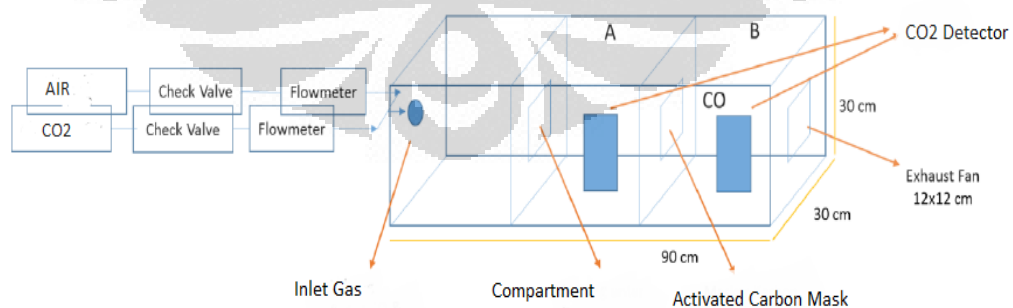 A
B
CO2 Detector
AIR
Check Valve
Flowmeter
CO2
Check Valve
Flowmeter
CO
30 cm
Exhaust Fan
12x12 cm
30 cm
90 cm
Inlet Gas
Compartment
Activated Carbon Mask